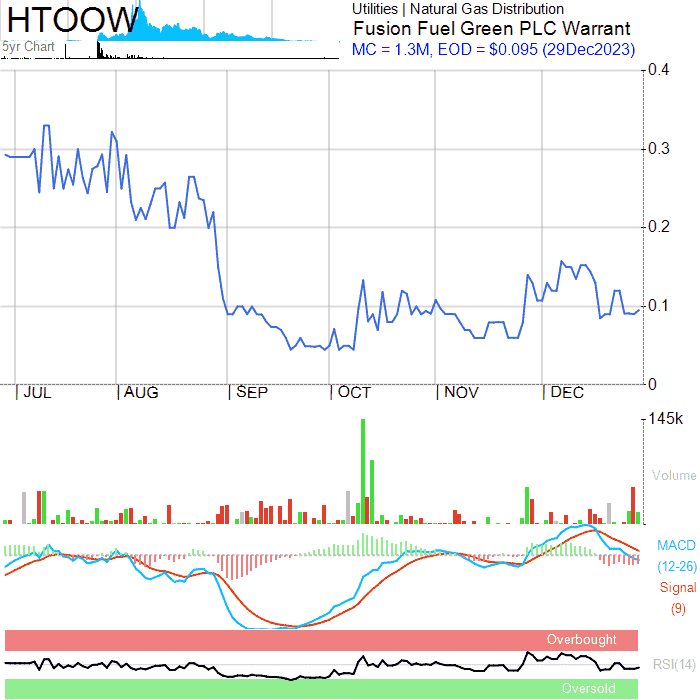 HTOOW
5yr Chart
Utilities | Natural Gas Distribution
Fusion Fuel Green PLC Warrant
MC = 1.3M, EOD = $0.095 (29Dec2023)
0.4
0.3
0.2
0.1
0
JUL AUG SEP OCT NOV DEC
145k
Volume
MACD
(12-26)
Signal
(9)
Overbought
RSI(14)
Oversold